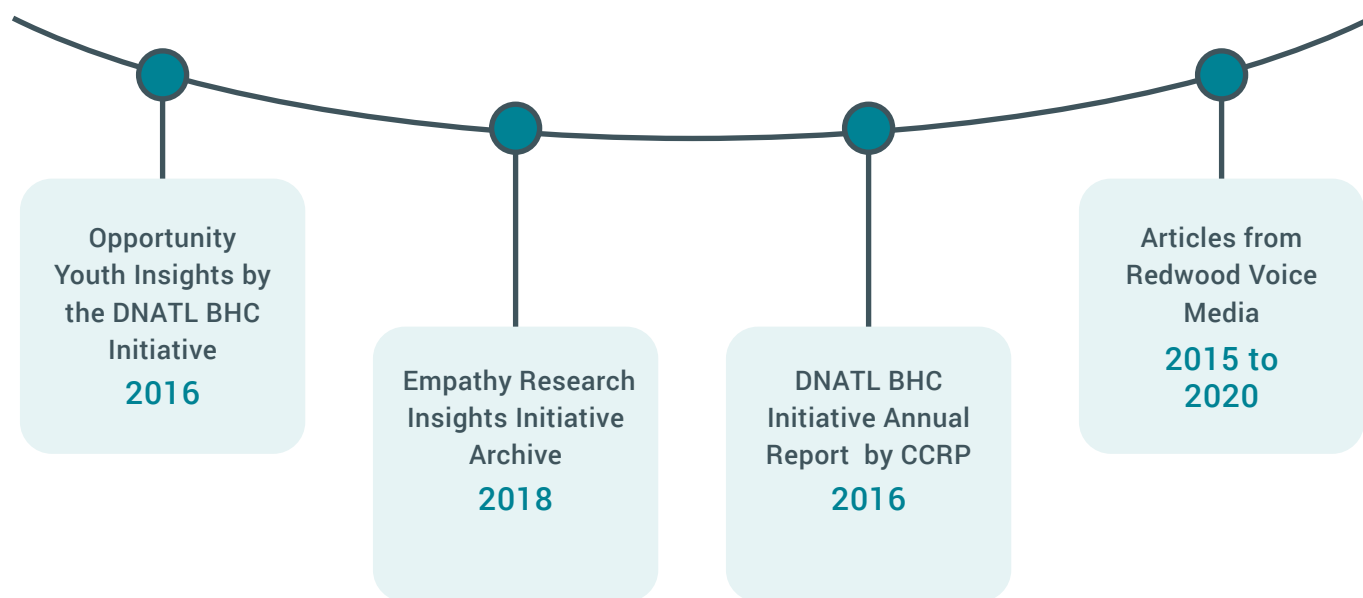 Opportunity
Youth Insights by
the DNATL BHC
Initiative
2016
Empathy Research
Insights Initiative
Archive
2018
DNATL BHC
Initiative Annual
Report by CCRP
2016
Articles from
Redwood Voice
Media
2015 to
2020